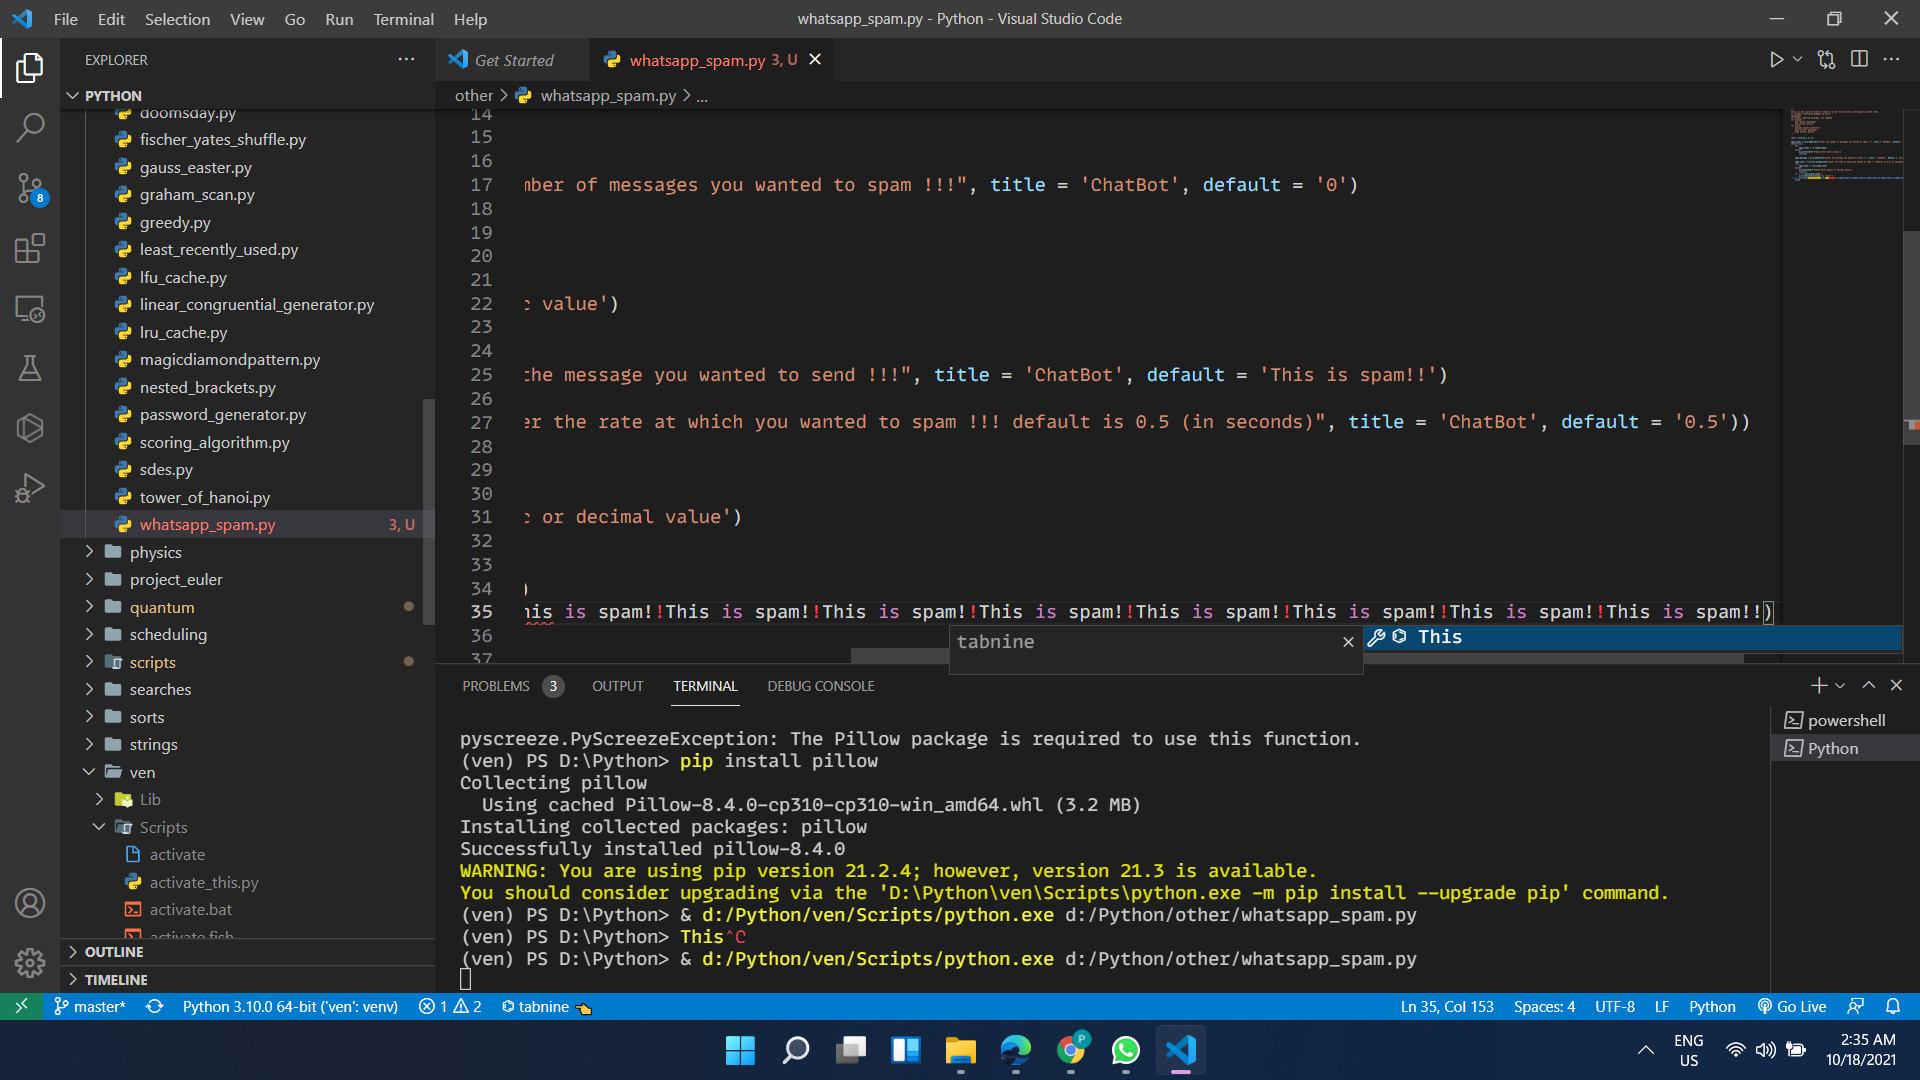 File Edit Selection View Go Run Terminal Help
whatsapp_spam.py - Python - Visual Studio Code
EXPLORER
Get Started
whatsapp_spam.py 3, U
PYTHON
other > whatsapp_spam.py > ...
doomsday.py
fischer_yates_shuffle.py
gauss_easter.py
graham_scan.py
greedy.py
least_recently_used.py
lfu_cache.py
linear_congruential_generator.py
lru_cache.py
magicdiamondpattern.py
nested_brackets.py
password_generator.py
scoring_algorithm.py
sdes.py
tower_of_hanoi.py
whatsapp_spam.py 3, U
physics
project_euler
quantum
scheduling
scripts
searches
sorts
strings
ven
Lib
Scripts
activate
activate_this.py
activate.bat
activate.fish
OUTLINE
TIMELINE
8
14
15
16
17 mber of messages you wanted to spam !!!", title = 'ChatBot', default = '0')
18
19
20
21
22 c value')
23
24
25 the message you wanted to send !!!", title = 'ChatBot', default = 'This is spam!!')
26
27 er the rate at which you wanted to spam !!! default is 0.5 (in seconds)", title = 'ChatBot', default = '0.5'))
28
29
30
31 c or decimal value')
32
33
34 )
35 his is spam!!This is spam!!This is spam!!This is spam!!This is spam!!This is spam!!This is spam!!This is spam!!)
36
37
tabnine
This
PROBLEMS 3 OUTPUT TERMINAL DEBUG CONSOLE
powershell
Python
pyscreeze.PyScreezeException: The Pillow package is required to use this function.
(ven) PS D:\Python> pip install pillow
Collecting pillow
Using cached Pillow-8.4.0-cp310-cp310-win_amd64.whl (3.2 MB)
Installing collected packages: pillow
Successfully installed pillow-8.4.0
WARNING: You are using pip version 21.2.4; however, version 21.3 is available.
You should consider upgrading via the 'D:\Python\ven\Scripts\python.exe -m pip install --upgrade pip' command.
(ven) PS D:\Python> & d:/Python/ven/Scripts/python.exe d:/Python/other/whatsapp_spam.py
(ven) PS D:\Python> This^C
(ven) PS D:\Python> & d:/Python/ven/Scripts/python.exe d:/Python/other/whatsapp_spam.py
master* Python 3.10.0 64-bit ('ven': venv) 1 2 tabnine
Ln 35, Col 153 Spaces: 4 UTF-8 LF Python Go Live
P
ENG
US
2:35 AM
10/18/2021